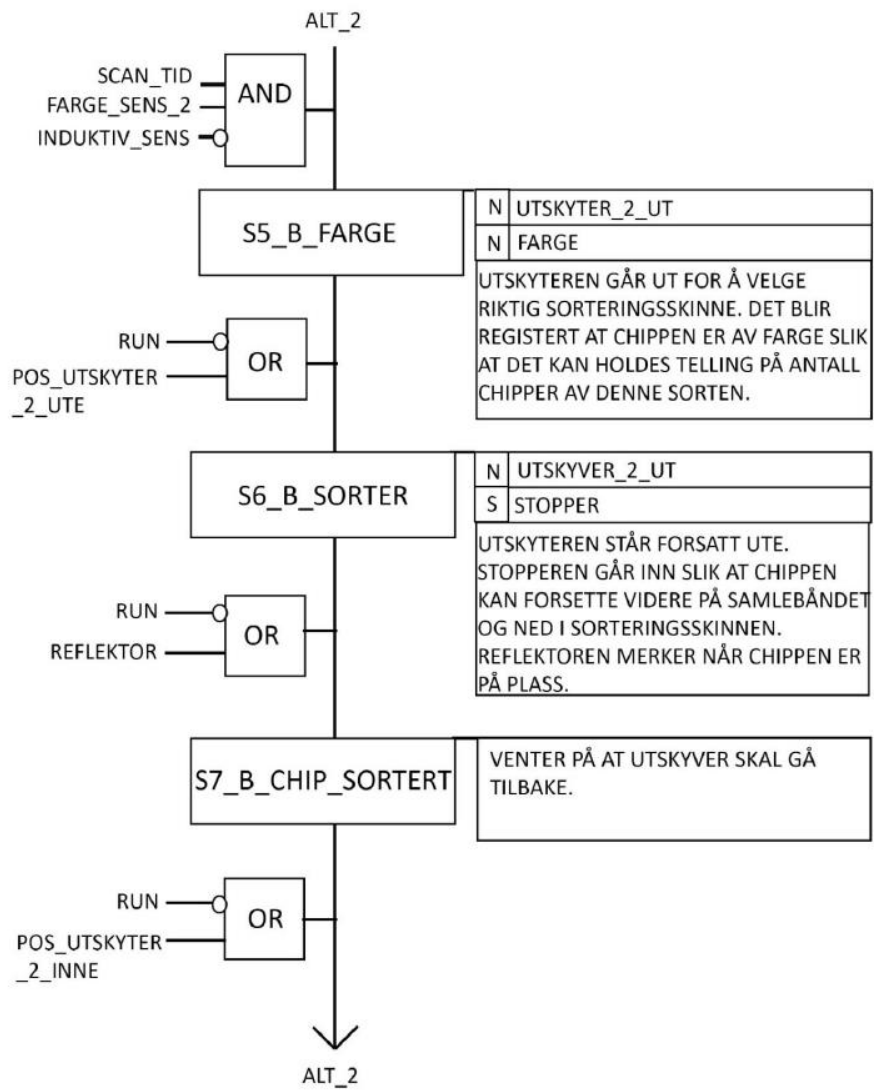 ALT_2
SCAN_TID
FARGE_SENS_2
INDUKTIV_SENS
AND
S5_B_FARGE
N UTSKYTER_2_UT
N FARGE
UTSKYTEREN GÅR UT FOR Å VELGE
RIKTIG SORTERINGSSKINNE. DET BLIR
REGISTERT AT CHIPPEN ER AV FARGE SLIK
AT DET KAN HOLDES TELLING PÅ ANTALL
CHIPPER AV DENNE SORTEN.
RUN
POS_UTSKYTER
_2_UTE
OR
S6_B_SORTER
N UTSKYVER_2_UT
S STOPPER
UTSKYTEREN STÅR FORSATT UTE.
STOPPEREN GÅR INN SLIK AT CHIPPEN
KAN FORSETTE VIDERE PÅ SAMLEBÅNDET
OG NED I SORTERINGSSKINNEN.
REFLEKTOREN MERKER NÅR CHIPPEN ER
PÅ PLASS.
RUN
REFLEKTOR
OR
S7_B_CHIP_SORTERT
VENTER PÅ AT UTSKYVER SKAL GÅ
TILBAKE.
RUN
POS_UTSKYTER
_2_INNE
OR
ALT_2